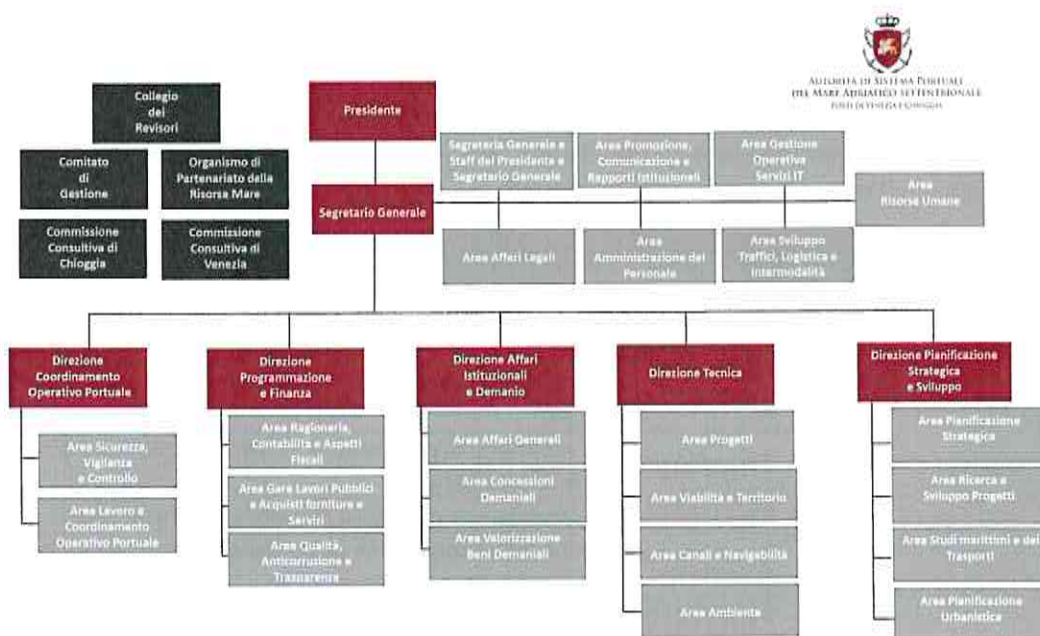 AUTORITÀ DI SISTEMA PORTUALE
DEL MARE ADRIATICO SETTENTRIONALE
PORTI DI VENEZIA E CHIOGGIA
Collegio
dei
Revisori
Presidente
Comitato
di
Gestione
Organismo di
Partenariato della
Risorsa Mare
Segreteria Generale e
Staff del Presidente e
Segretario Generale
Area Promozione,
Comunicazione e
Rapporti Istituzionali
Area Gestione
Operativa
Servizi IT
Area
Risorse Umane
Segretario Generale
Commissione
Consultiva di
Chioggia
Commissione
Consultiva di
Venezia
Area Affari Legali
Area
Amministrazione del
Personale
Area Sviluppo
Traffici, Logistica e
Intermodalità
Direzione
Coordinamento
Operativo Portuale
Direzione
Programmazione
e Finanza
Direzione Affari
Istituzionali
e Demanio
Direzione Tecnica
Direzione Pianificazione
Strategica
e Sviluppo
Area Sicurezza,
Vigilanza
e Controllo
Area Lavoro e
Coordinamento
Operativo Portuale
Area Ragioneria,
Contabilità e Aspetti
Fiscali
Area Gare Lavori Pubblici
e Acquisti forniture e
Servizi
Area Qualità,
Anticorruzione e
Trasparenza
Area Affari Generali
Area Concessioni
Demaniali
Area Valorizzazione
Beni Demaniali
Area Progetti
Area Viabilità e Territorio
Area Canali e Navigabilità
Area Ambiente
Area Pianificazione
Strategica
Area Ricerca e
Sviluppo Progetti
Area Studi marittimi e dei
Trasporti
Area Pianificazione
Urbanistica